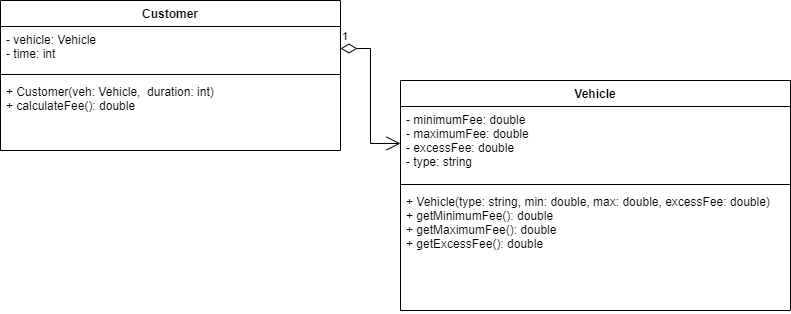 Customer
- vehicle: Vehicle
- time: int
+ Customer(veh: Vehicle,  duration: int)
+ calculateFee(): double
1
Vehicle
- minimumFee: double
- maximumFee: double
- excessFee: double
- type: string
+ Vehicle(type: string, min: double, max: double, excessFee: double)
+ getMinimumFee(): double
+ getMaximumFee(): double
+ getExcessFee(): double